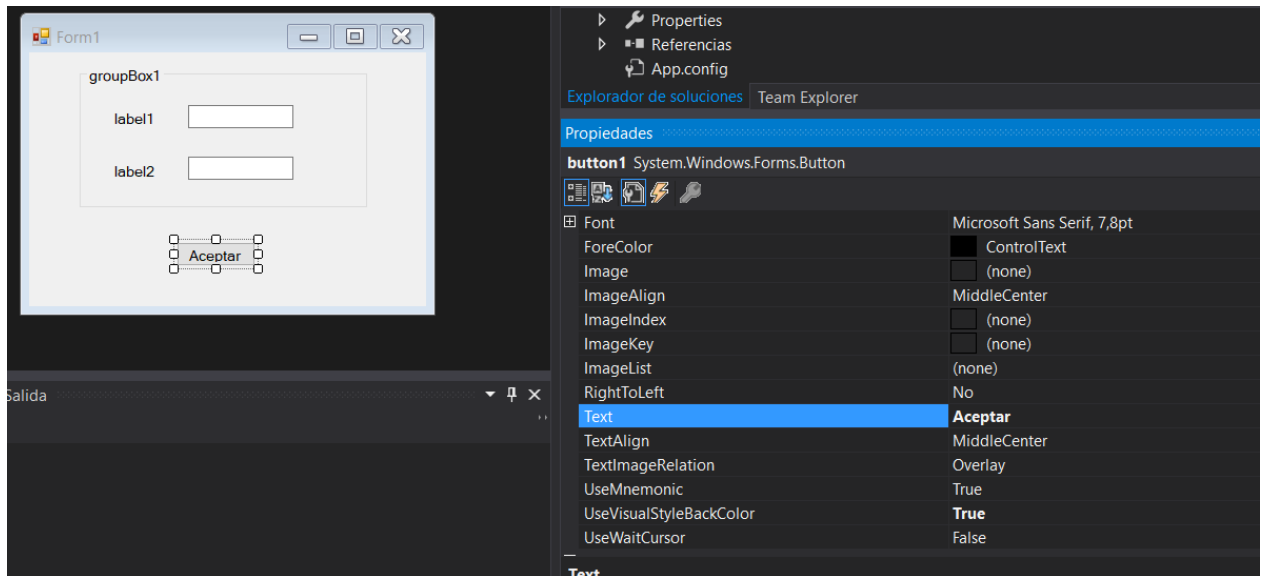 Form1
groupBox1
label1
label2
Aceptar
Salida
Properties
Referencias
App.config
Explorador de soluciones Team Explorer
Propiedades
button1 System.Windows.Forms.Button
Font Microsoft Sans Serif, 7,8pt
ForeColor ControlText
Image (none)
ImageAlign MiddleCenter
ImageIndex (none)
ImageKey (none)
ImageList (none)
RightToLeft No
Text Aceptar
TextAlign MiddleCenter
TextImageRelation Overlay
UseMnemonic True
UseVisualStyleBackColor True
UseWaitCursor False
Text